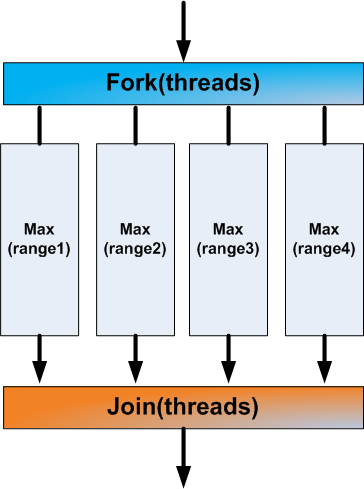 Fork(threads)
Max
(range1)
Max
(range2)
Max
(range3)
Max
(range4)
Join(threads)